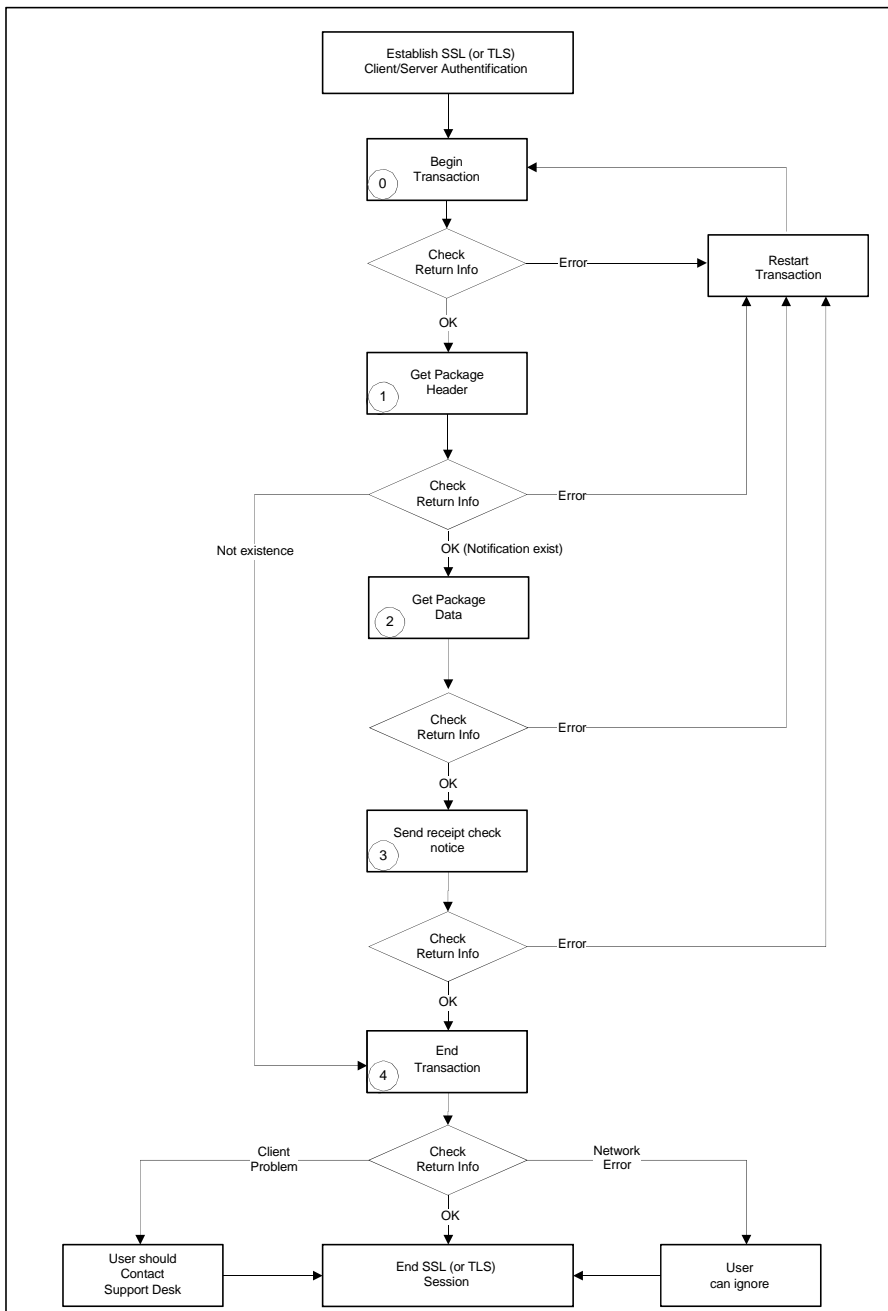 Establish SSL (or TLS)
Client/Server Authentification
Begin
Transaction
0
Check
Return Info
Error
Restart
Transaction
OK
Get Package
Header
1
Check
Return Info
Error
Not existence
OK (Notification exist)
Get Package
Data
2
Check
Return Info
Error
OK
Send receipt check
notice
3
Check
Return Info
Error
OK
End
Transaction
4
Client
Problem
Check
Return Info
Network
Error
OK
User should
Contact
Support Desk
End SSL (or TLS)
Session
User
can ignore